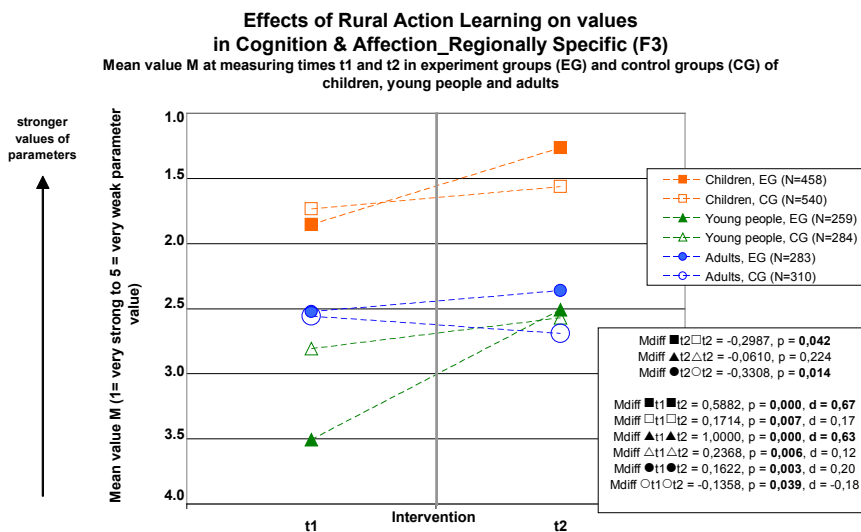 Effects of Rural Action Learning on values
in Cognition & Affection_Regionally Specific (F3)
Mean value M at measuring times t1 and t2 in experiment groups (EG) and control groups (CG) of
children, young people and adults
stronger
values of
parameters
Mean value M (1= very strong to 5 = very weak parameter
value)
1.0
1.5
2.0
2.5
3.0
3.5
4.0
Children, EG (N=458)
Children, CG (N=540)
Young people, EG (N=259)
Young people, CG (N=284)
Adults, EG (N=283)
Adults, CG (N=310)
Mdiff ■t2□t2 = -0,2987, p = 0,042
Mdiff ▲t2△t2 = -0,0610, p = 0,224
Mdiff ●t2○t2 = -0,3308, p = 0,014
Mdiff ■t1■t2 = 0,5882, p = 0,000, d = 0,67
Mdiff □t1□t2 = 0,1714, p = 0,007, d = 0,17
Mdiff ▲t1▲t2 = 1,0000, p = 0,000, d = 0,63
Mdiff △t1△t2 = 0,2368, p = 0,006, d = 0,12
Mdiff ●t1●t2 = 0,1622, p = 0,003, d = 0,20
Mdiff ○t1○t2 = -0,1358, p = 0,039, d = -0,18
t1
Intervention
t2